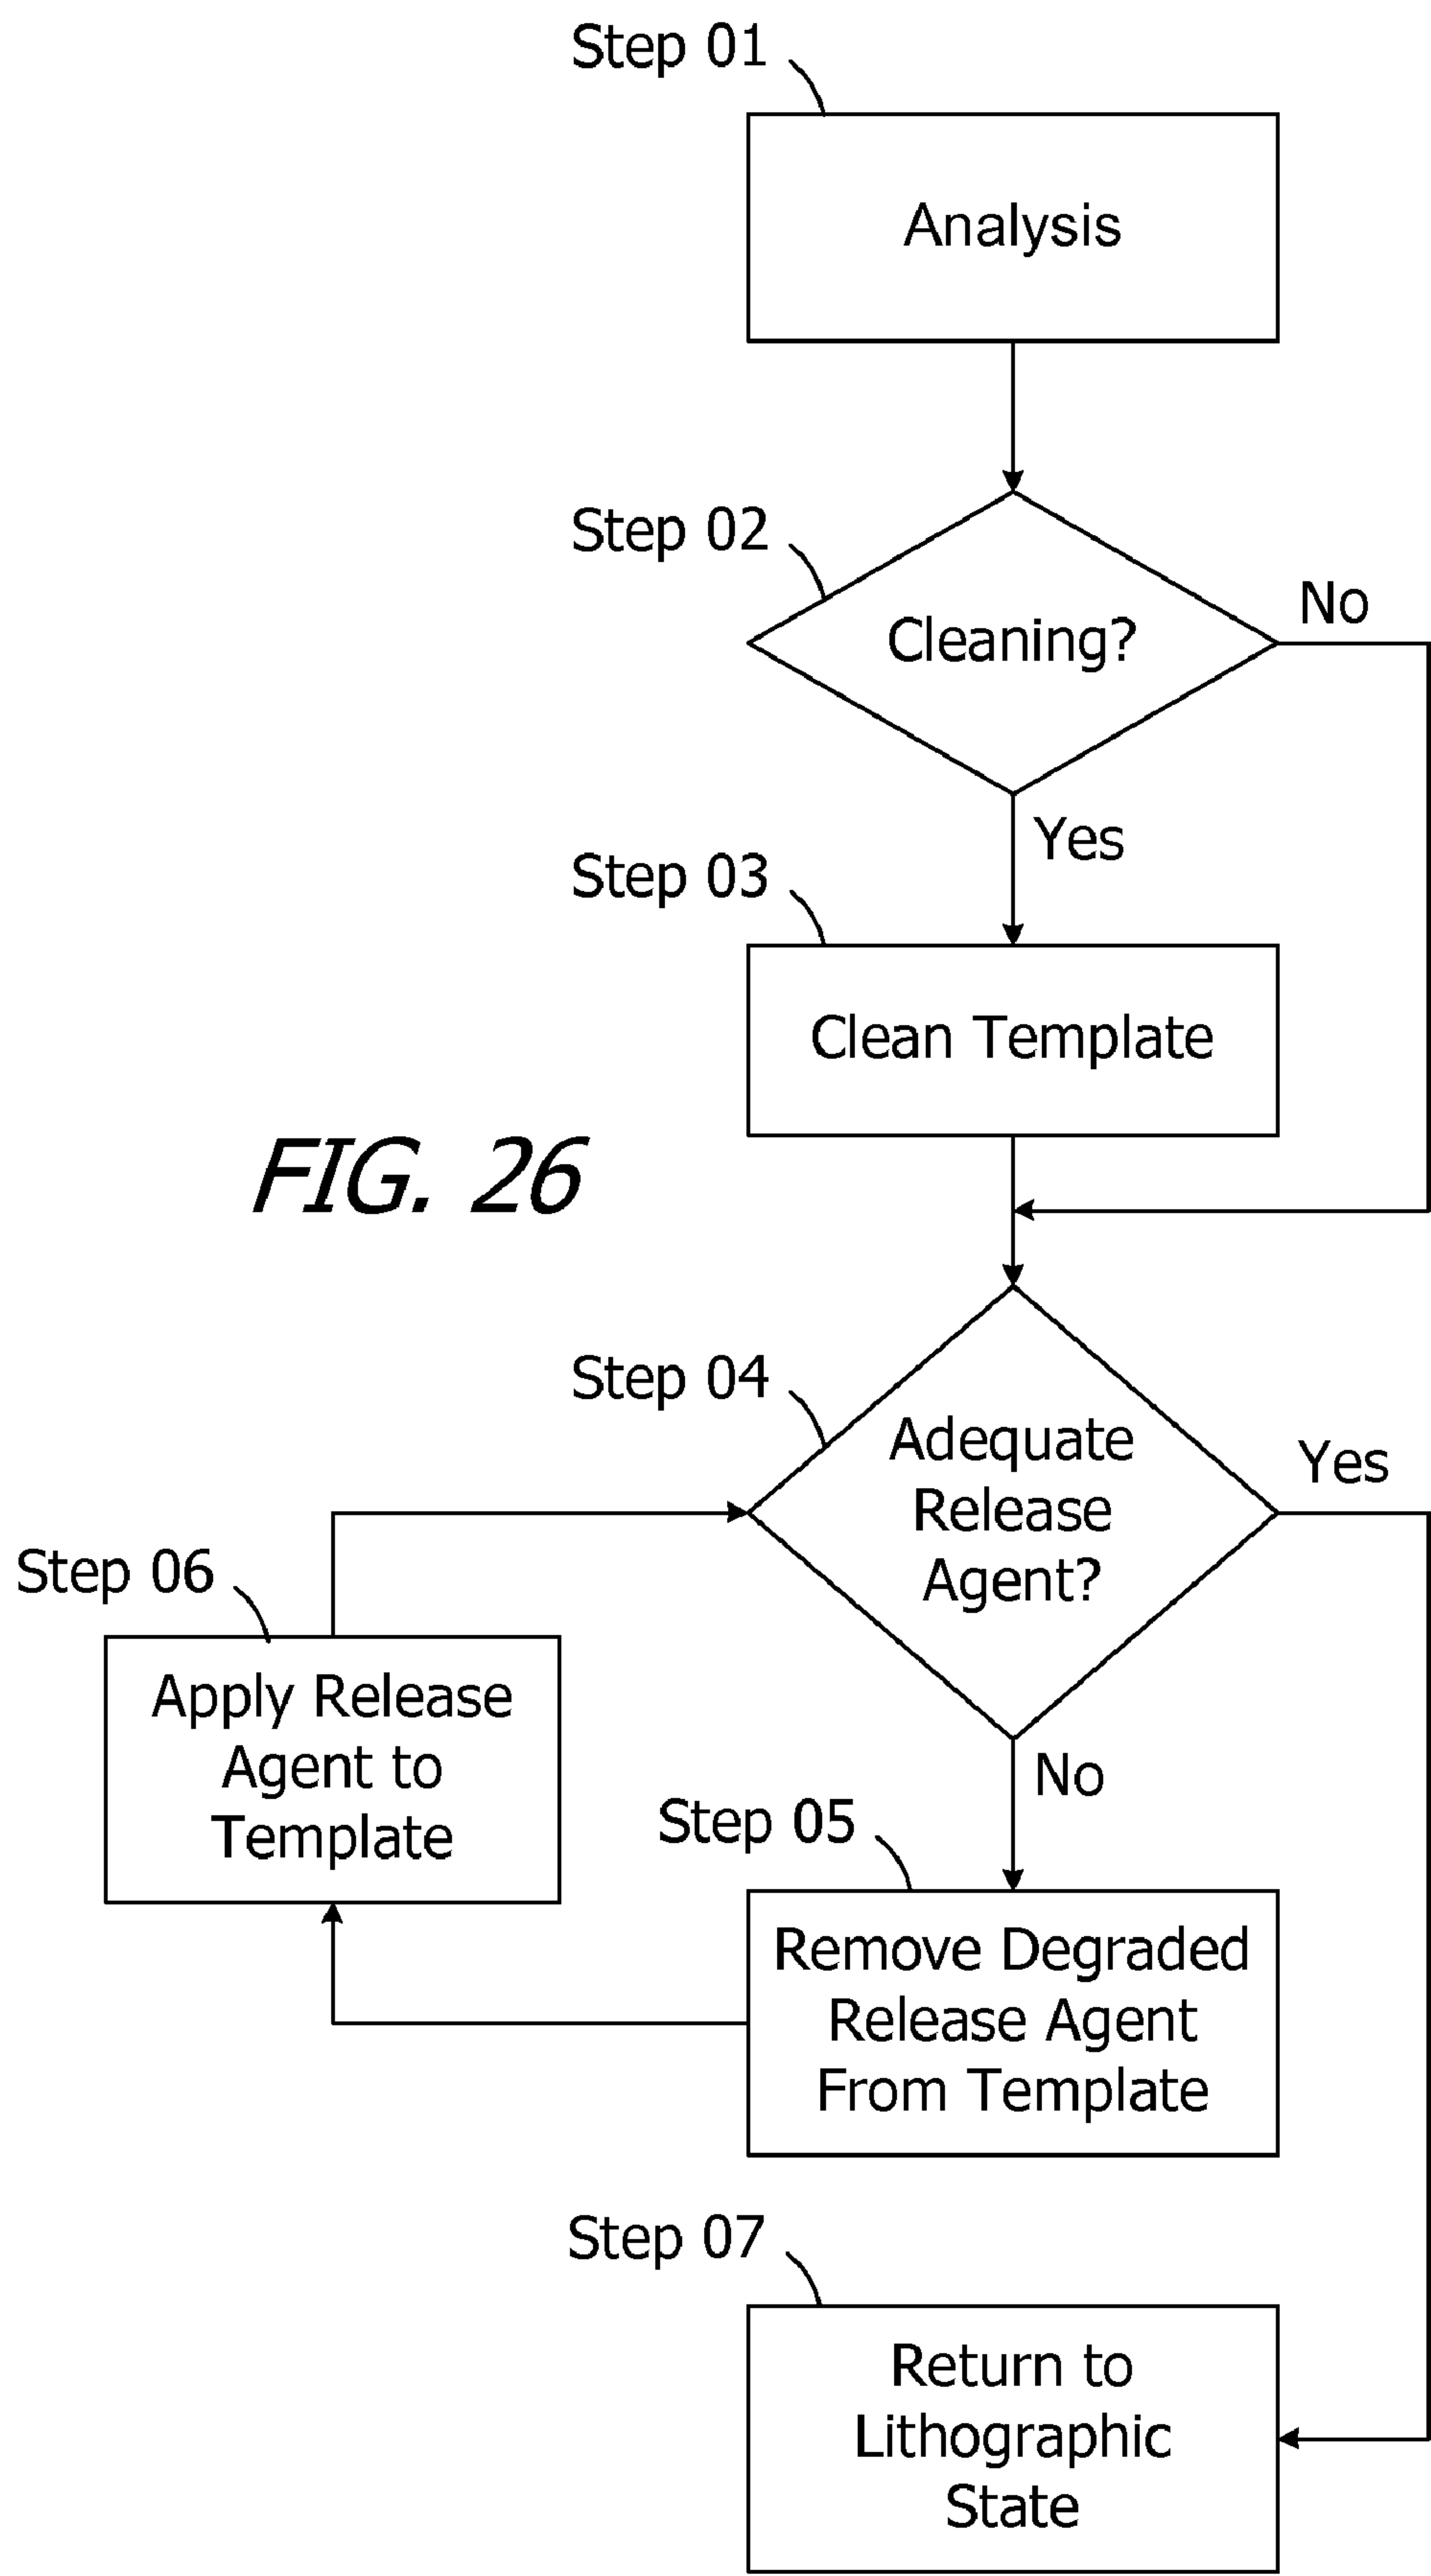 Step 01
Analysis
Step 02
Cleaning?
No
Yes
Step 03
Clean Template
FIG. 26
Step 04
Adequate
Release
Agent?
Yes
Step 06
Apply Release
Agent to
Template
No
Step 05
Remove Degraded
Release Agent
From Template
Step 07
Return to
Lithographic
State